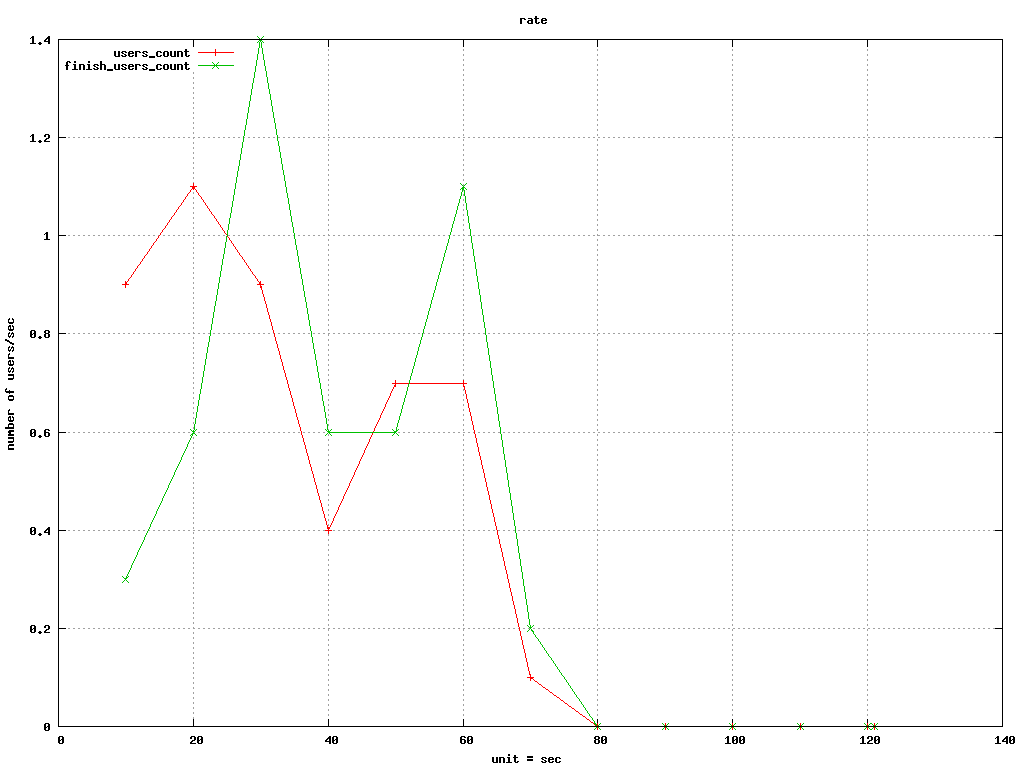 rate
1.4
users_count
finish_users_count
1.2
1
0.8
number of users/sec
0.6
0.4
0.2
0
0 20 40 60 80 100 120 140
unit = sec